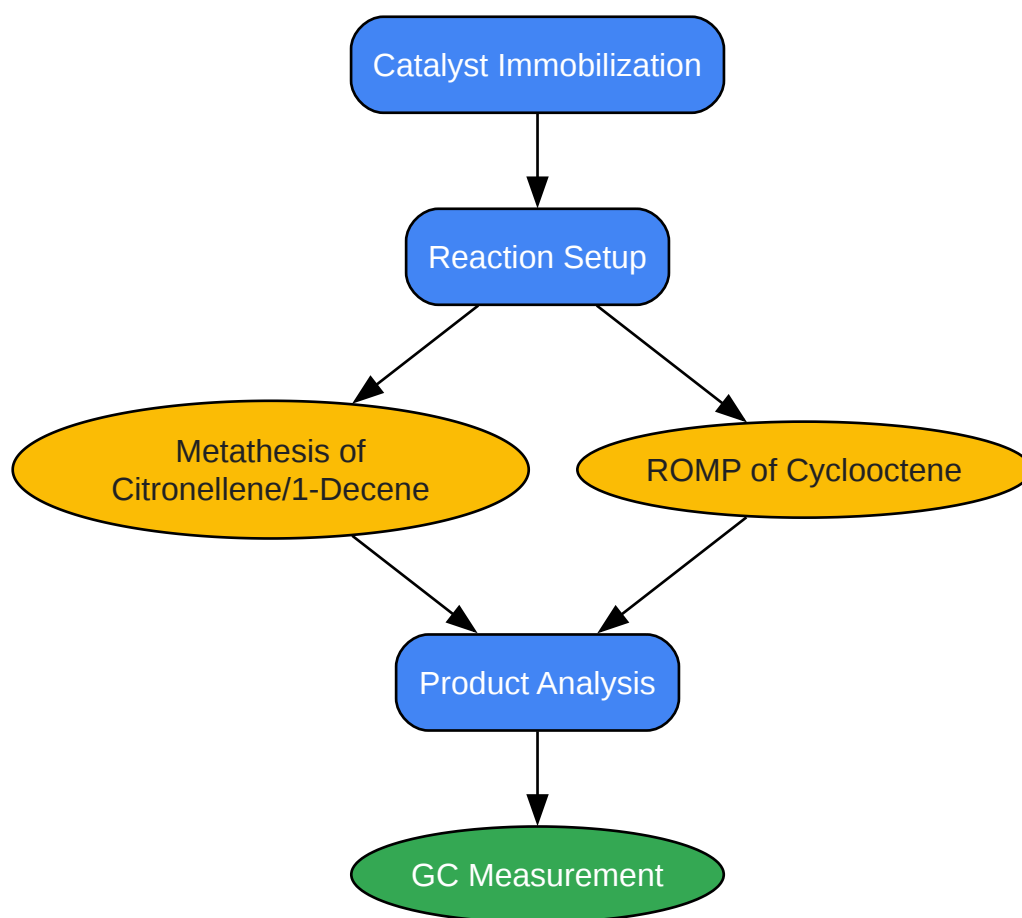 Catalyst Immobilization
Reaction Setup
Metathesis of
Citronellene/1-Decene
ROMP of Cyclooctene
Product Analysis
GC Measurement